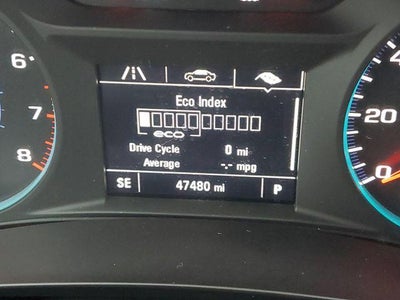 Eco Index
eco
Drive Cycle 0 mi
Average -.- mpg
SE 47480 mi P
6
7
8
20
0